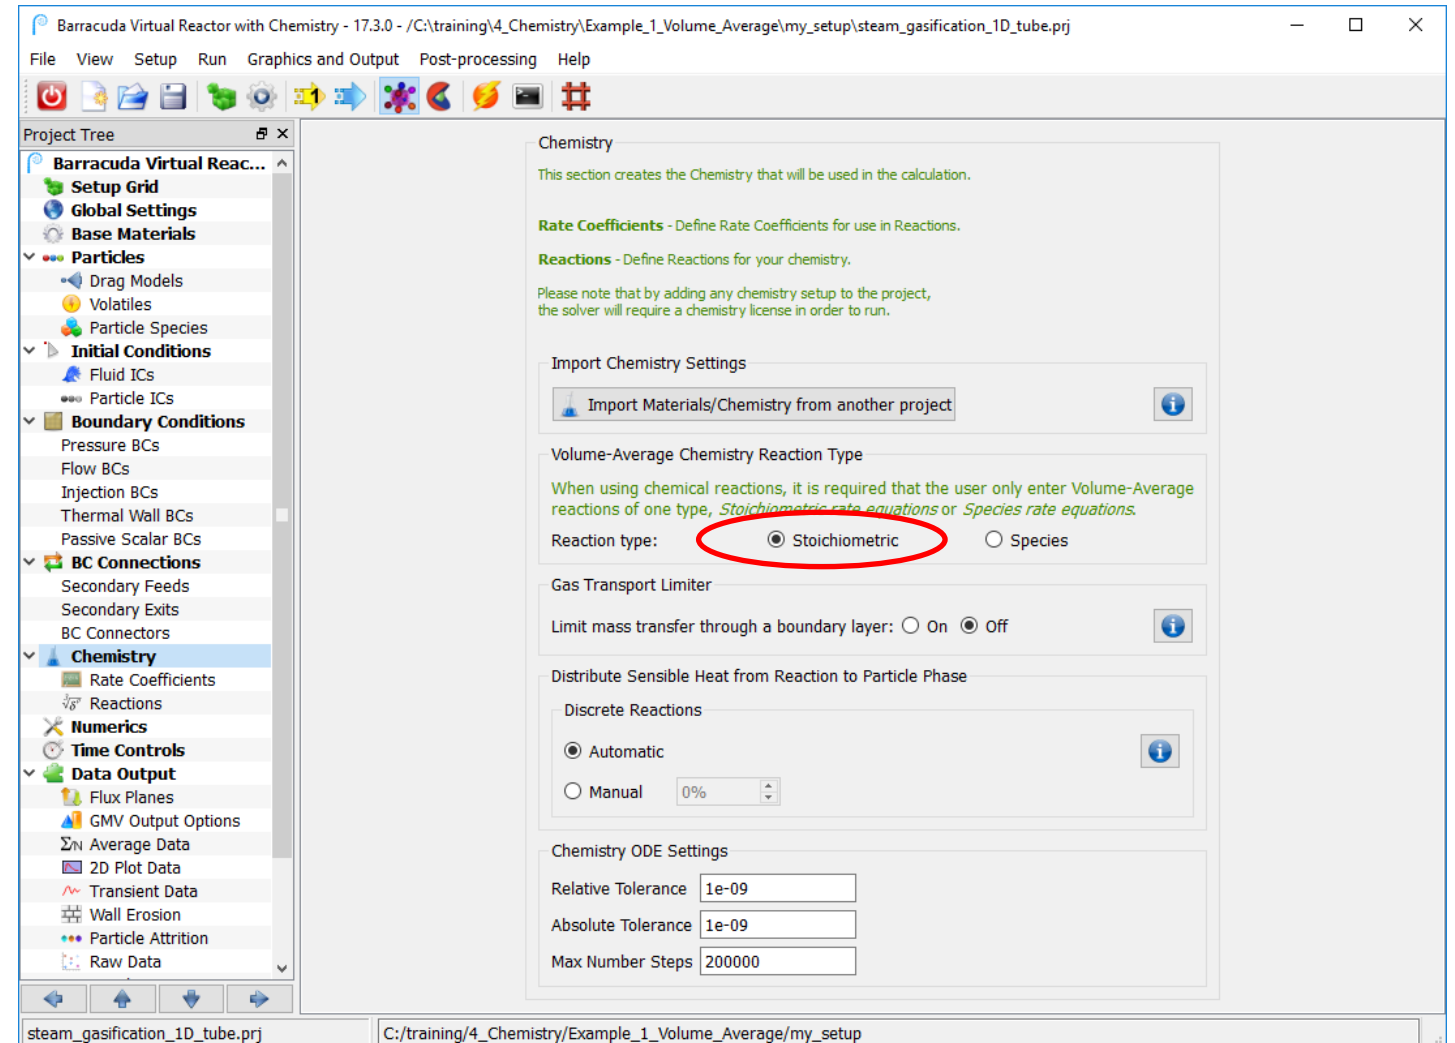 Barracuda Virtual Reactor with Chemistry - 17.3.0 - /C:\training\4_Chemistry\Example_1_Volume_Average\my_setup\steam_gasification_1D_tube.prj
File View Setup Run Graphics and Output Post-processing Help
1
Project Tree
Barracuda Virtual Reac...
Setup Grid
Global Settings
Base Materials
Particles
Drag Models
Volatiles
Particle Species
Initial Conditions
Fluid ICs
Particle ICs
Boundary Conditions
Pressure BCs
Flow BCs
Injection BCs
Thermal Wall BCs
Passive Scalar BCs
BC Connections
Secondary Feeds
Secondary Exits
BC Connectors
Chemistry
Rate Coefficients
Reactions
Numerics
Time Controls
Data Output
Flux Planes
GMV Output Options
Σ/N Average Data
2D Plot Data
Transient Data
Wall Erosion
Particle Attrition
Raw Data
Chemistry
This section creates the Chemistry that will be used in the calculation.
Rate Coefficients - Define Rate Coefficients for use in Reactions.
Reactions - Define Reactions for your chemistry.
Please note that by adding any chemistry setup to the project,
the solver will require a chemistry license in order to run.
Import Chemistry Settings
Import Materials/Chemistry from another project
Volume-Average Chemistry Reaction Type
When using chemical reactions, it is required that the user only enter Volume-Average
reactions of one type, Stoichiometric rate equations or Species rate equations.
Reaction type: Stoichiometric Species
Gas Transport Limiter
Limit mass transfer through a boundary layer: On Off
Distribute Sensible Heat from Reaction to Particle Phase
Discrete Reactions
Automatic
Manual 0%
Chemistry ODE Settings
Relative Tolerance 1e-09
Absolute Tolerance 1e-09
Max Number Steps 200000
steam_gasification_1D_tube.prj C:/training/4_Chemistry/Example_1_Volume_Average/my_setup